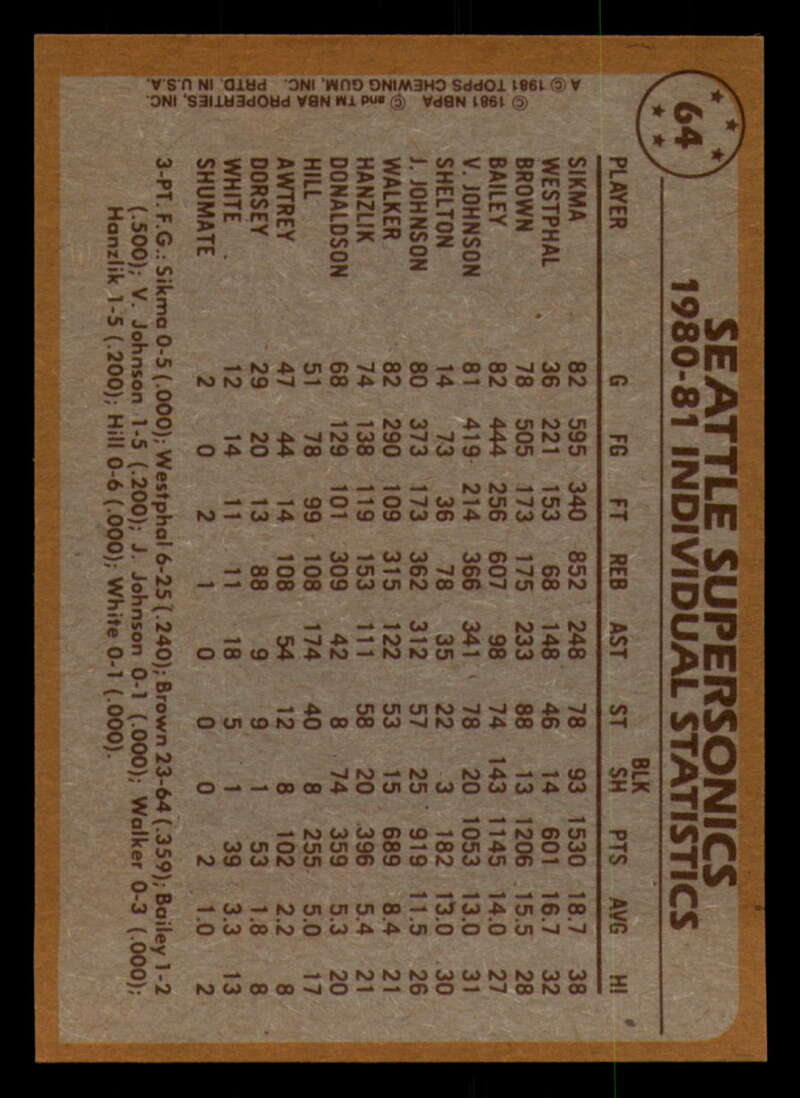 64
SEATTLE SUPERSONICS
1980-81 INDIVIDUAL STATISTICS
PLAYER G FG FT REB AST ST BLK SH PTS AVG HI
SIKMA 82 595 340 852 248 78 93 1530 18.7 38
WESTPHAL 36 221 153 68 148 46 14 601 16.7 32
BROWN 78 505 173 175 233 88 13 1206 15.5 28
BAILEY 82 444 256 607 98 74 143 1145 14.0 27
V. JOHNSON 81 419 214 366 341 78 20 1053 13.0 31
SHELTON 14 73 36 78 35 22 3 182 13.0 30
J. JOHNSON 80 373 173 362 312 57 25 919 11.5 26
WALKER 82 290 109 315 122 53 15 689 8.4 21
HANZLIK 74 138 119 153 111 58 20 396 5.4 21
DONALDSON 68 129 101 309 42 8 74 359 5.3 20
HILL 51 78 99 108 174 40 8 255 5.0 17
AWTREY 47 44 14 108 54 12 8 102 2.2 8
DORSEY 29 20 13 88 9 9 1 53 1.8 8
WHITE 12 14 11 11 18 5 1 39 3.3 13
SHUMATE 2 0 2 1 0 0 0 2 1.0 2
3-PT. F.G.: Sikma 0-5 (.000); Westphal 6-25 (.240); Brown 23-64 (.359); Bailey 1-2
(.500); V. Johnson 1-5 (.200); J. Johnson 0-1 (.000); Walker 0-3 (.000);
Hanzlik 1-5 (.200); Hill 0-6 (.000); White 0-1 (.000).
© 1981 NBPA © and TM NBA PROPERTIES, INC.
A © 1981 TOPPS CHEWING GUM, INC. PRTD. IN U.S.A.